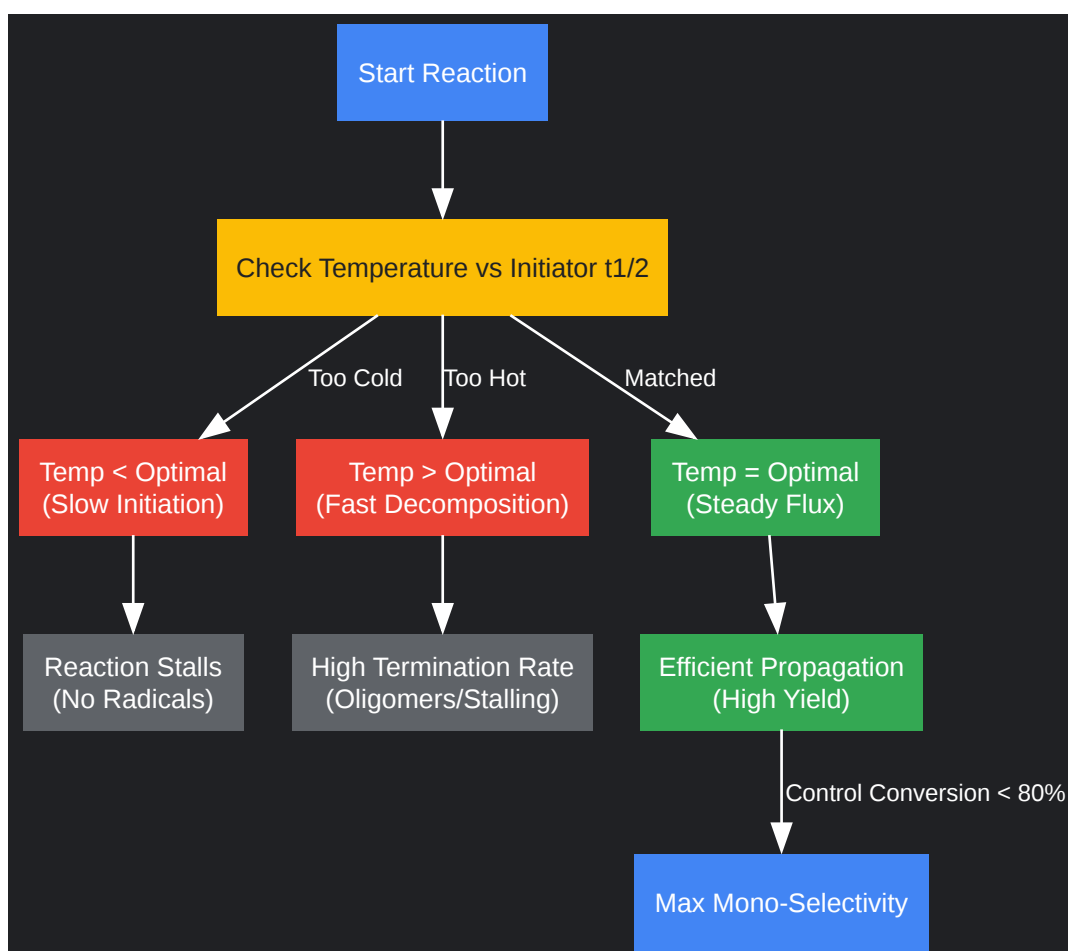 Start Reaction
Check Temperature vs Initiator t1/2
Too Cold
Too Hot
Matched
Temp < Optimal
(Slow Initiation)
Temp > Optimal
(Fast Decomposition)
Temp = Optimal
(Steady Flux)
Reaction Stalls
(No Radicals)
High Termination Rate
(Oligomers/Stalling)
Efficient Propagation
(High Yield)
Control Conversion < 80%
Max Mono-Selectivity